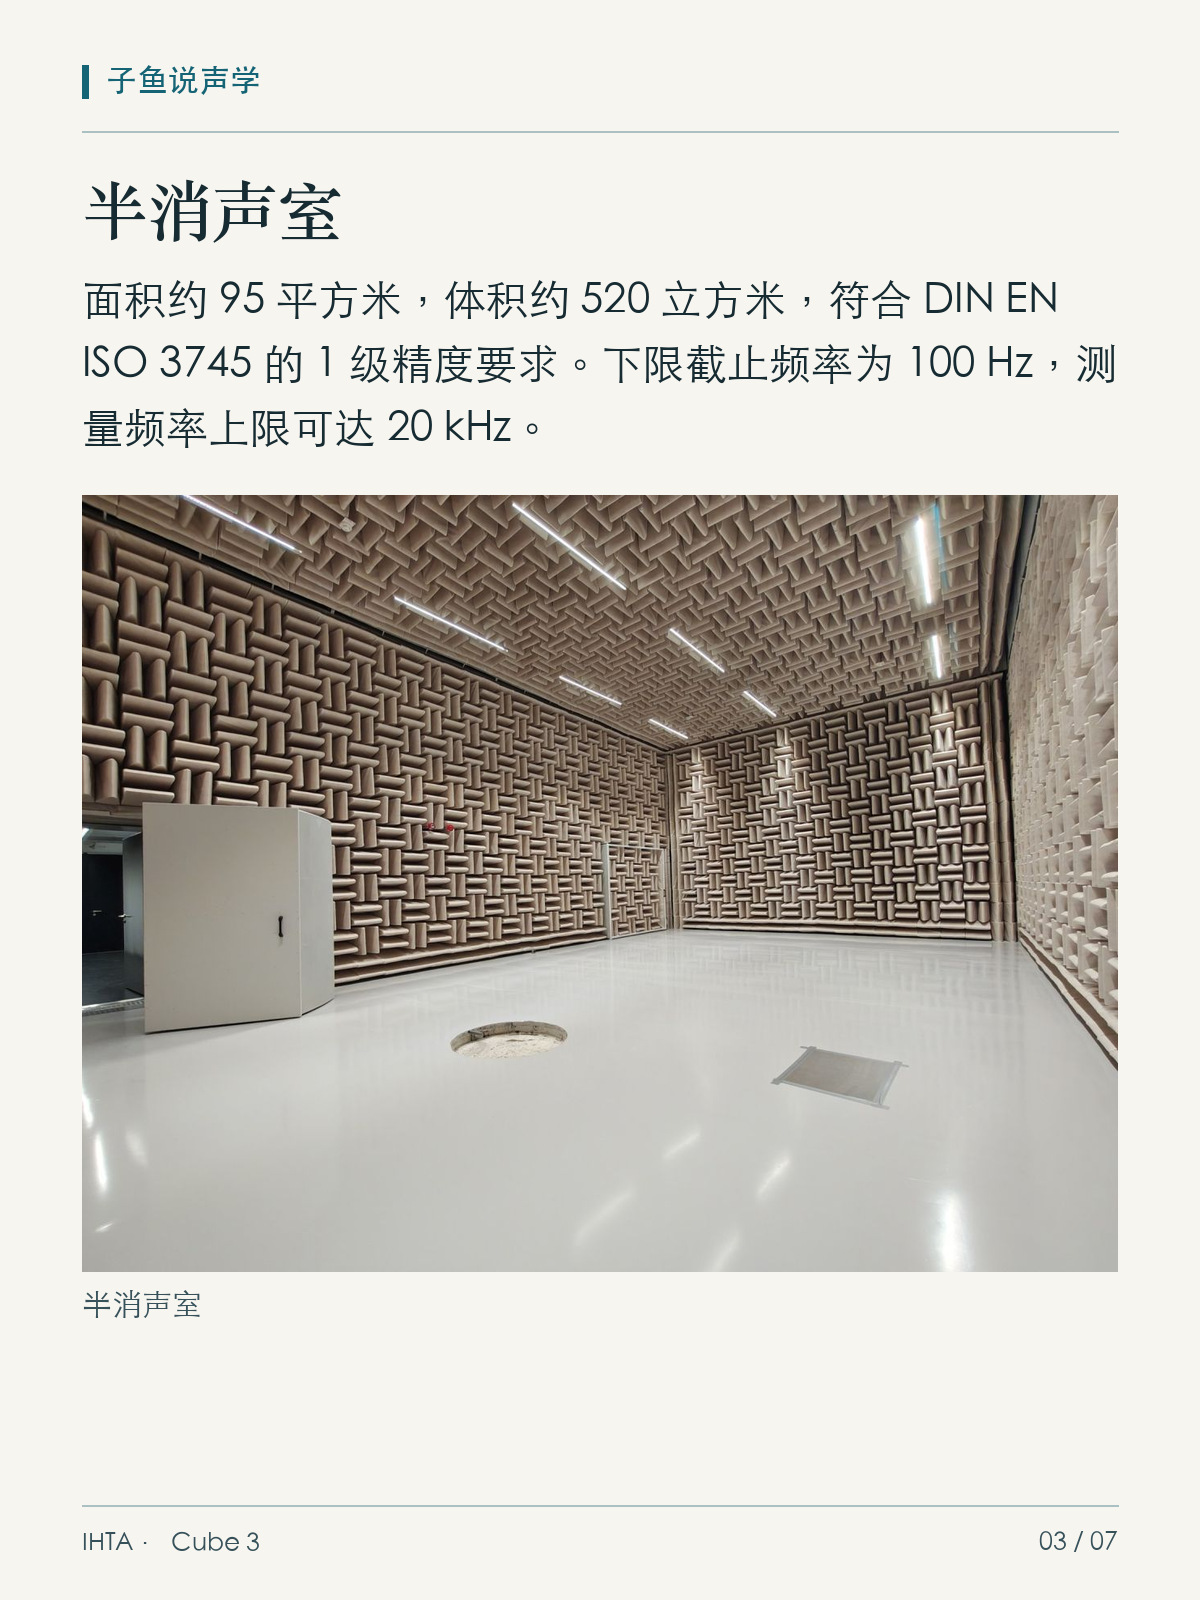 子鱼说声学
半消声室
面积约 95 平方米，体积约 520 立方米，符合 DIN EN
ISO 3745 的 1 级精度要求。下限截止频率为 100 Hz，测
量频率上限可达 20 kHz。
半消声室
IHTA · Cube 3
03 / 07